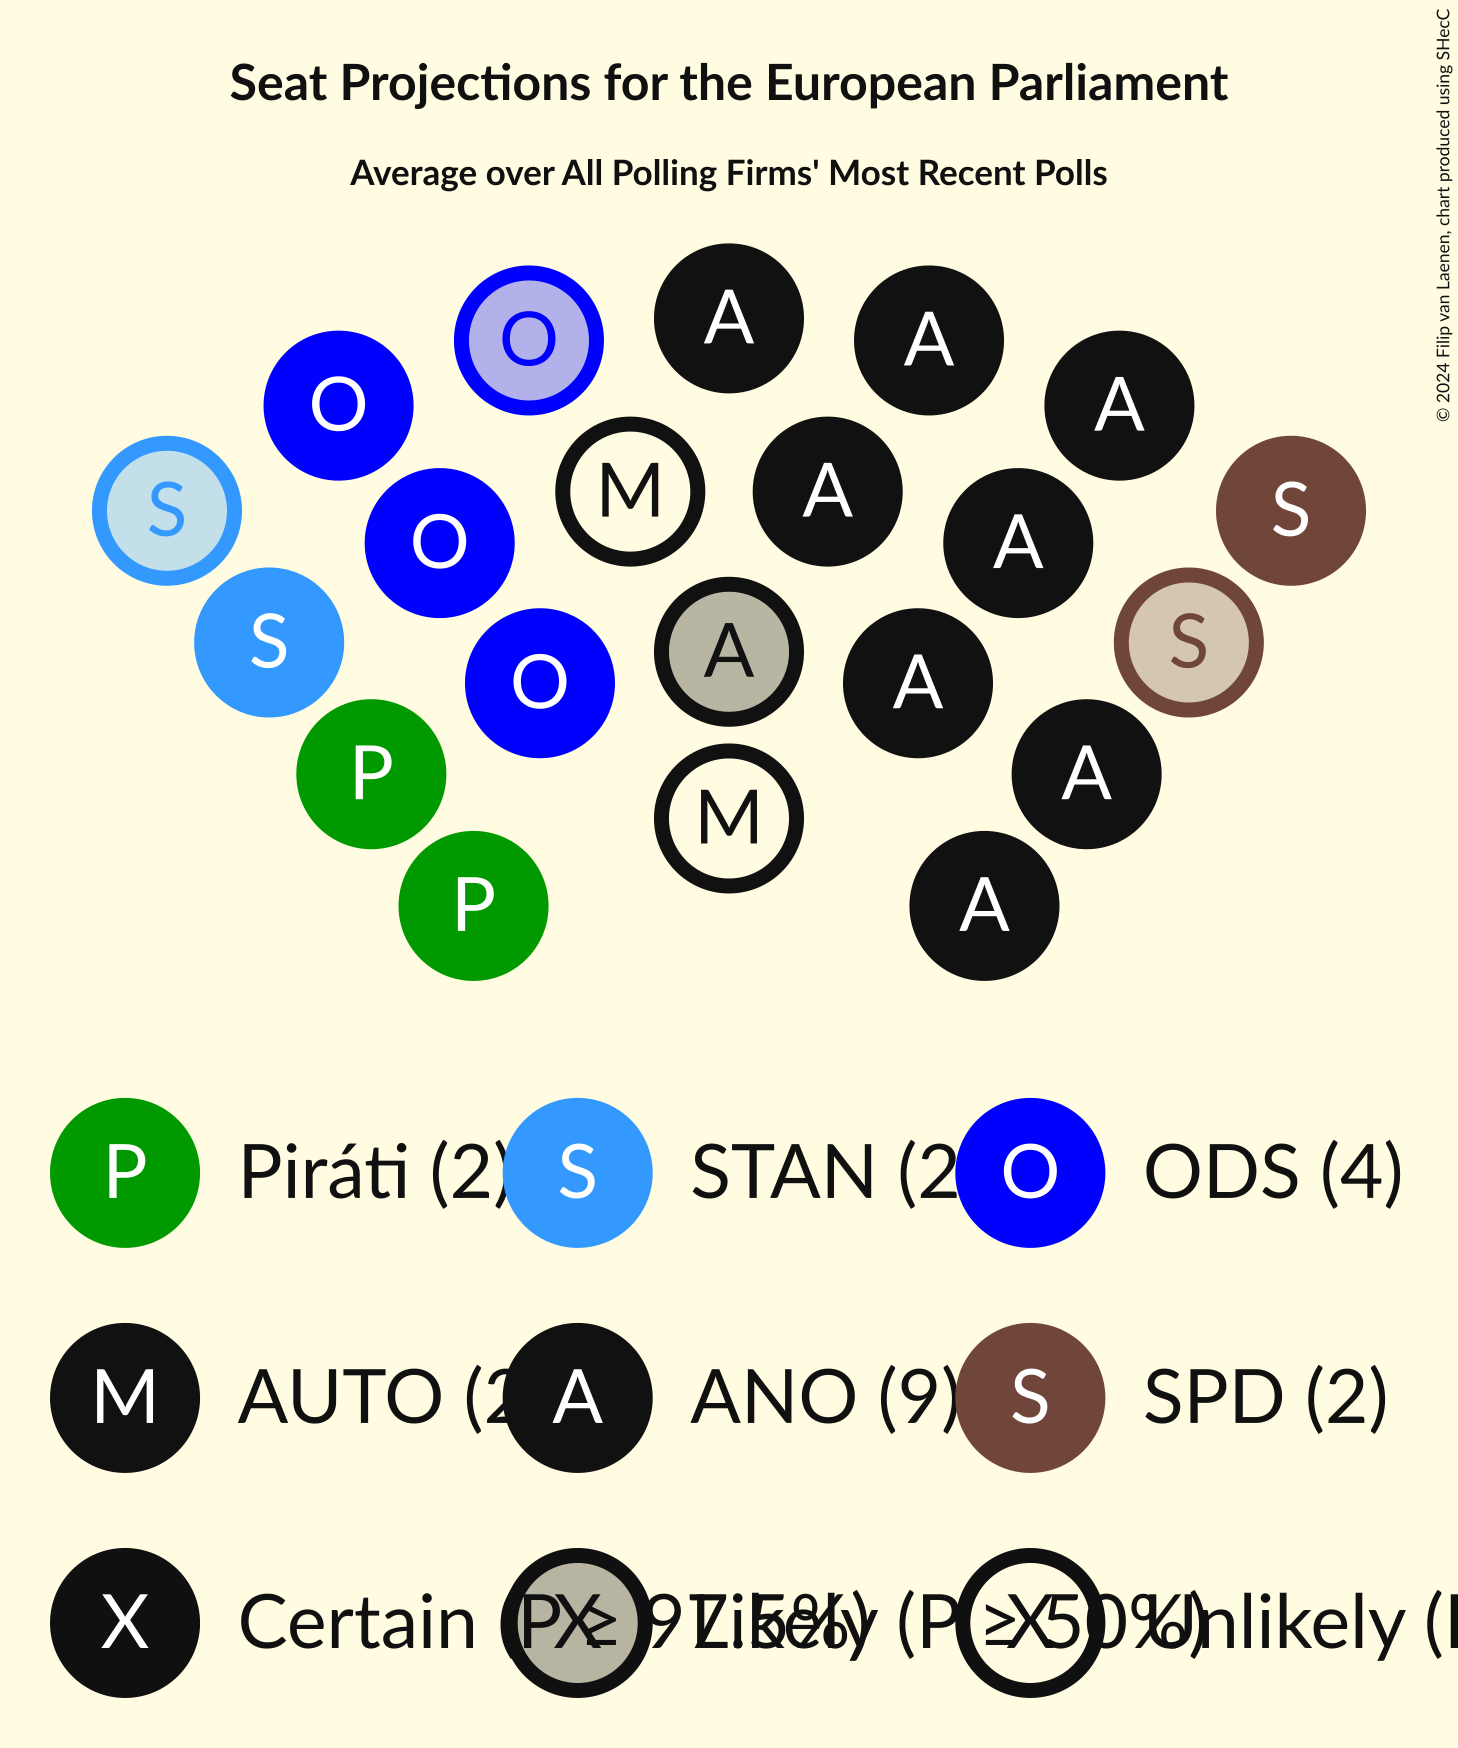 Seat Projections for the European Parliament
Average over All Polling Firms' Most Recent Polls
© 2024 Filip van Laenen, chart produced using SHecC
A
O A
O A
S M A S
O A
S A S
O A
P A
M
P A
P Piráti (2) S STAN (2 O ODS (4)
M AUTO (2 A ANO (9) S SPD (2)
X Certain (P ≥ 97.5%) X Likely (P ≥ 50%) X Unlikely (